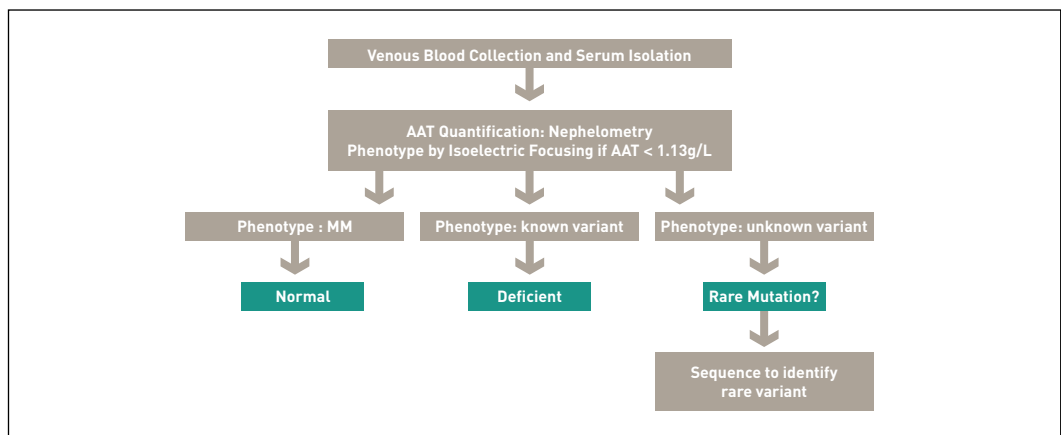 Venous Blood Collection and Serum Isolation
AAT Quantification: Nephelometry
Phenotype by Isoelectric Focusing if AAT < 1.13g/L
Phenotype : MM
Phenotype: known variant
Phenotype: unknown variant
Normal
Deficient
Rare Mutation?
Sequence to identify
rare variant